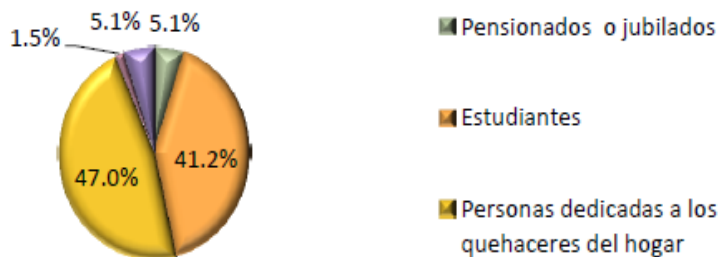 5.1% 5.1%
1.5%
41.2%
47.0%
Pensionados o jubilados
Estudiantes
Personas dedicadas a los
quehaceres del hogar